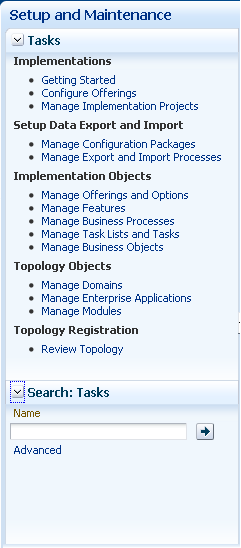 Setup and Maintenance
Tasks
Implementations
Getting Started
Configure Offerings
Manage Implementation Projects
Setup Data Export and Import
Manage Configuration Packages
Manage Export and Import Processes
Implementation Objects
Manage Offerings and Options
Manage Features
Manage Business Processes
Manage Task Lists and Tasks
Manage Business Objects
Topology Objects
Manage Domains
Manage Enterprise Applications
Manage Modules
Topology Registration
Review Topology
Search: Tasks
Name
Advanced